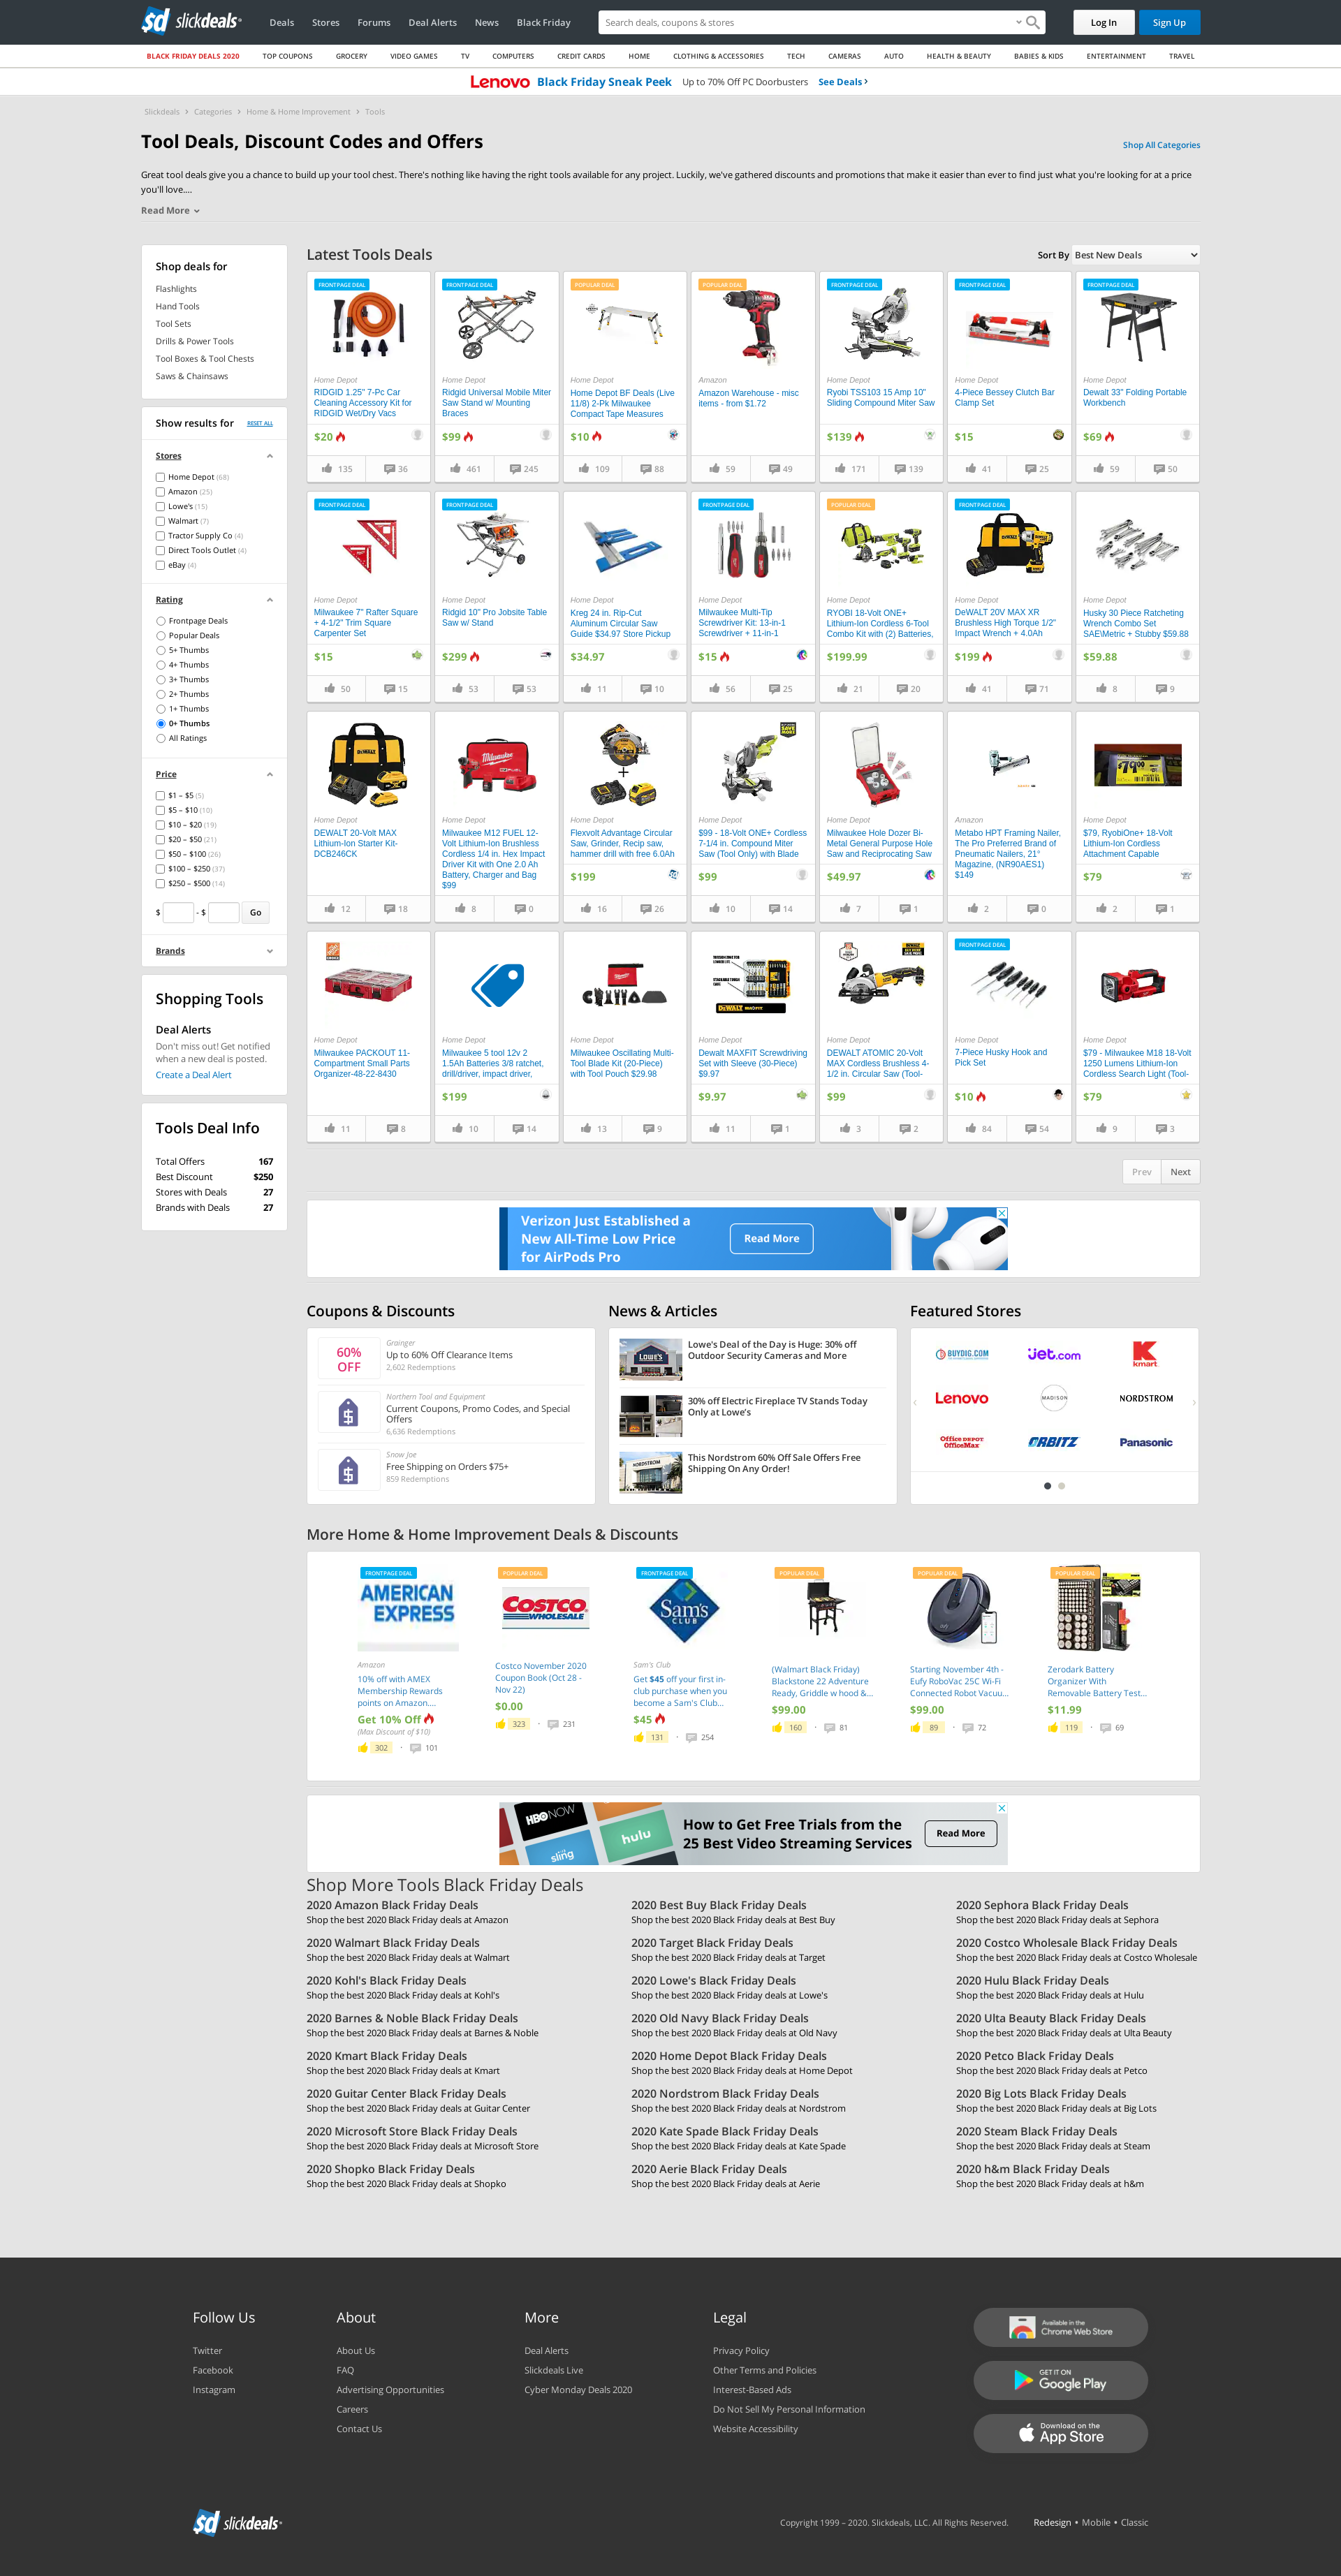 slickdeals
Deals
Stores
Forums
Deal Alerts
News
Black Friday
Search deals, coupons & stores
Log In
Sign Up
BLACK FRIDAY DEALS 2020
TOP COUPONS
GROCERY
VIDEO GAMES
TV
COMPUTERS
CREDIT CARDS
HOME
CLOTHING & ACCESSORIES
TECH
CAMERAS
AUTO
HEALTH & BEAUTY
BABIES & KIDS
ENTERTAINMENT
TRAVEL
Lenovo Black Friday Sneak Peek Up to 70% Off PC Doorbusters See Deals
Slickdeals > Categories > Home & Home Improvement > Tools
Tool Deals, Discount Codes and Offers
Shop All Categories
Great tool deals give you a chance to build up your tool chest. There's nothing like having the right tools available for any project. Luckily, we've gathered discounts and promotions that make it easier than ever to find just what you're looking for at a price
you'll love....
Read More
Shop deals for
Flashlights
Hand Tools
Tool Sets
Drills & Power Tools
Tool Boxes & Tool Chests
Saws & Chainsaws
Show results for RESET ALL
Stores
Home Depot (68)
Amazon (25)
Lowe's (15)
Walmart (7)
Tractor Supply Co (4)
Direct Tools Outlet (4)
eBay (4)
Rating
Frontpage Deals
Popular Deals
5+ Thumbs
4+ Thumbs
3+ Thumbs
2+ Thumbs
1+ Thumbs
0+ Thumbs
All Ratings
Price
$1 – $5 (5)
$5 – $10 (10)
$10 – $20 (19)
$20 – $50 (21)
$50 – $100 (26)
$100 – $250 (37)
$250 – $500 (14)
$ - $ Go
Brands
Shopping Tools
Deal Alerts
Don't miss out! Get notified
when a new deal is posted.
Create a Deal Alert
Tools Deal Info
Total Offers 167
Best Discount $250
Stores with Deals 27
Brands with Deals 27
Latest Tools Deals
Sort By Best New Deals
FRONTPAGE DEAL
Home Depot
RIDGID 1.25" 7-Pc Car
Cleaning Accessory Kit for
RIDGID Wet/Dry Vacs
$20
135 36
FRONTPAGE DEAL
Home Depot
Ridgid Universal Mobile Miter
Saw Stand w/ Mounting
Braces
$99
461 245
POPULAR DEAL
Home Depot
Home Depot BF Deals (Live
11/8) 2-Pk Milwaukee
Compact Tape Measures
$10
109 88
POPULAR DEAL
Amazon
Amazon Warehouse - misc
items - from $1.72
59 49
FRONTPAGE DEAL
Home Depot
Ryobi TSS103 15 Amp 10"
Sliding Compound Miter Saw
$139
171 139
FRONTPAGE DEAL
Home Depot
4-Piece Bessey Clutch Bar
Clamp Set
$15
41 25
FRONTPAGE DEAL
Home Depot
Dewalt 33" Folding Portable
Workbench
$69
59 50
FRONTPAGE DEAL
Home Depot
Milwaukee 7" Rafter Square
+ 4-1/2" Trim Square
Carpenter Set
$15
50 15
FRONTPAGE DEAL
Home Depot
Ridgid 10" Pro Jobsite Table
Saw w/ Stand
$299
53 53
Home Depot
Kreg 24 in. Rip-Cut
Aluminum Circular Saw
Guide $34.97 Store Pickup
$34.97
11 10
FRONTPAGE DEAL
Home Depot
Milwaukee Multi-Tip
Screwdriver Kit: 13-in-1
Screwdriver + 11-in-1
$15
56 25
POPULAR DEAL
Home Depot
RYOBI 18-Volt ONE+
Lithium-Ion Cordless 6-Tool
Combo Kit with (2) Batteries,
$199.99
21 20
FRONTPAGE DEAL
Home Depot
DeWALT 20V MAX XR
Brushless High Torque 1/2"
Impact Wrench + 4.0Ah
$199
41 71
Home Depot
Husky 30 Piece Ratcheting
Wrench Combo Set
SAE\Metric + Stubby $59.88
$59.88
8 9
Home Depot
DEWALT 20-Volt MAX
Lithium-Ion Starter Kit-
DCB246CK
12 18
Home Depot
Milwaukee M12 FUEL 12-
Volt Lithium-Ion Brushless
Cordless 1/4 in. Hex Impact
Driver Kit with One 2.0 Ah
Battery, Charger and Bag
$99
8 0
Home Depot
Flexvolt Advantage Circular
Saw, Grinder, Recip saw,
hammer drill with free 6.0Ah
$199
16 26
Home Depot
$99 - 18-Volt ONE+ Cordless
7-1/4 in. Compound Miter
Saw (Tool Only) with Blade
$99
10 14
Home Depot
Milwaukee Hole Dozer Bi-
Metal General Purpose Hole
Saw and Reciprocating Saw
$49.97
7 1
Amazon
Metabo HPT Framing Nailer,
The Pro Preferred Brand of
Pneumatic Nailers, 21°
Magazine, (NR90AES1)
$149
2 0
79.00
Home Depot
$79, RyobiOne+ 18-Volt
Lithium-Ion Cordless
Attachment Capable
$79
2 1
Home Depot
Milwaukee PACKOUT 11-
Compartment Small Parts
Organizer-48-22-8430
11 8
Home Depot
Milwaukee 5 tool 12v 2
1.5Ah Batteries 3/8 ratchet,
drill/driver, impact driver,
$199
10 14
Home Depot
Milwaukee Oscillating Multi-
Tool Blade Kit (20-Piece)
with Tool Pouch $29.98
13 9
Home Depot
Dewalt MAXFIT Screwdriving
Set with Sleeve (30-Piece)
$9.97
$9.97
11 1
Home Depot
DEWALT ATOMIC 20-Volt
MAX Cordless Brushless 4-
1/2 in. Circular Saw (Tool-
$99
3 2
FRONTPAGE DEAL
Home Depot
7-Piece Husky Hook and
Pick Set
$10
84 54
Home Depot
$79 - Milwaukee M18 18-Volt
1250 Lumens Lithium-Ion
Cordless Search Light (Tool-
$79
9 3
Prev Next
Verizon Just Established a
New All-Time Low Price
for AirPods Pro
Read More
Coupons & Discounts
60%
OFF
Grainger
Up to 60% Off Clearance Items
2,602 Redemptions
Northern Tool and Equipment
Current Coupons, Promo Codes, and Special
Offers
6,636 Redemptions
Snow Joe
Free Shipping on Orders $75+
859 Redemptions
News & Articles
LOWE'S
Lowe's Deal of the Day is Huge: 30% off
Outdoor Security Cameras and More
30% off Electric Fireplace TV Stands Today
Only at Lowe's
NORDSTROM
This Nordstrom 60% Off Sale Offers Free
Shipping On Any Order!
Featured Stores
BUYDIG.COM
jet.com
kmart
Lenovo
MADISON
NORDSTROM
Office DEPOT
OfficeMax
ORBITZ
Panasonic
More Home & Home Improvement Deals & Discounts
FRONTPAGE DEAL
AMERICAN
EXPRESS
Amazon
10% off with AMEX
Membership Rewards
points on Amazon....
Get 10% Off
(Max Discount of $10)
302 · 101
POPULAR DEAL
COSTCO
WHOLESALE
Costco November 2020
Coupon Book (Oct 28 -
Nov 22)
$0.00
323 · 231
FRONTPAGE DEAL
Sam's
CLUB
Sam's Club
Get $45 off your first in-
club purchase when you
become a Sam's Club...
$45
131 · 254
POPULAR DEAL
(Walmart Black Friday)
Blackstone 22 Adventure
Ready, Griddle w hood &...
$99.00
160 · 81
POPULAR DEAL
Starting November 4th -
Eufy RoboVac 25C Wi-Fi
Connected Robot Vacuu...
$99.00
89 · 72
POPULAR DEAL
Zerodark Battery
Organizer With
Removable Battery Test...
$11.99
119 · 69
HBO NOW
hulu
sling
How to Get Free Trials from the
25 Best Video Streaming Services
Read More
Shop More Tools Black Friday Deals
2020 Amazon Black Friday Deals
Shop the best 2020 Black Friday deals at Amazon
2020 Best Buy Black Friday Deals
Shop the best 2020 Black Friday deals at Best Buy
2020 Sephora Black Friday Deals
Shop the best 2020 Black Friday deals at Sephora
2020 Walmart Black Friday Deals
Shop the best 2020 Black Friday deals at Walmart
2020 Target Black Friday Deals
Shop the best 2020 Black Friday deals at Target
2020 Costco Wholesale Black Friday Deals
Shop the best 2020 Black Friday deals at Costco Wholesale
2020 Kohl's Black Friday Deals
Shop the best 2020 Black Friday deals at Kohl's
2020 Lowe's Black Friday Deals
Shop the best 2020 Black Friday deals at Lowe's
2020 Hulu Black Friday Deals
Shop the best 2020 Black Friday deals at Hulu
2020 Barnes & Noble Black Friday Deals
Shop the best 2020 Black Friday deals at Barnes & Noble
2020 Old Navy Black Friday Deals
Shop the best 2020 Black Friday deals at Old Navy
2020 Ulta Beauty Black Friday Deals
Shop the best 2020 Black Friday deals at Ulta Beauty
2020 Kmart Black Friday Deals
Shop the best 2020 Black Friday deals at Kmart
2020 Home Depot Black Friday Deals
Shop the best 2020 Black Friday deals at Home Depot
2020 Petco Black Friday Deals
Shop the best 2020 Black Friday deals at Petco
2020 Guitar Center Black Friday Deals
Shop the best 2020 Black Friday deals at Guitar Center
2020 Nordstrom Black Friday Deals
Shop the best 2020 Black Friday deals at Nordstrom
2020 Big Lots Black Friday Deals
Shop the best 2020 Black Friday deals at Big Lots
2020 Microsoft Store Black Friday Deals
Shop the best 2020 Black Friday deals at Microsoft Store
2020 Kate Spade Black Friday Deals
Shop the best 2020 Black Friday deals at Kate Spade
2020 Steam Black Friday Deals
Shop the best 2020 Black Friday deals at Steam
2020 Shopko Black Friday Deals
Shop the best 2020 Black Friday deals at Shopko
2020 Aerie Black Friday Deals
Shop the best 2020 Black Friday deals at Aerie
2020 h&m Black Friday Deals
Shop the best 2020 Black Friday deals at h&m
Follow Us
Twitter
Facebook
Instagram
About
About Us
FAQ
Advertising Opportunities
Careers
Contact Us
More
Deal Alerts
Slickdeals Live
Cyber Monday Deals 2020
Legal
Privacy Policy
Other Terms and Policies
Interest-Based Ads
Do Not Sell My Personal Information
Website Accessibility
Available in the
Chrome Web Store
GET IT ON
Google Play
Download on the
App Store
slickdeals
Copyright 1999 – 2020. Slickdeals, LLC. All Rights Reserved.
Redesign • Mobile • Classic